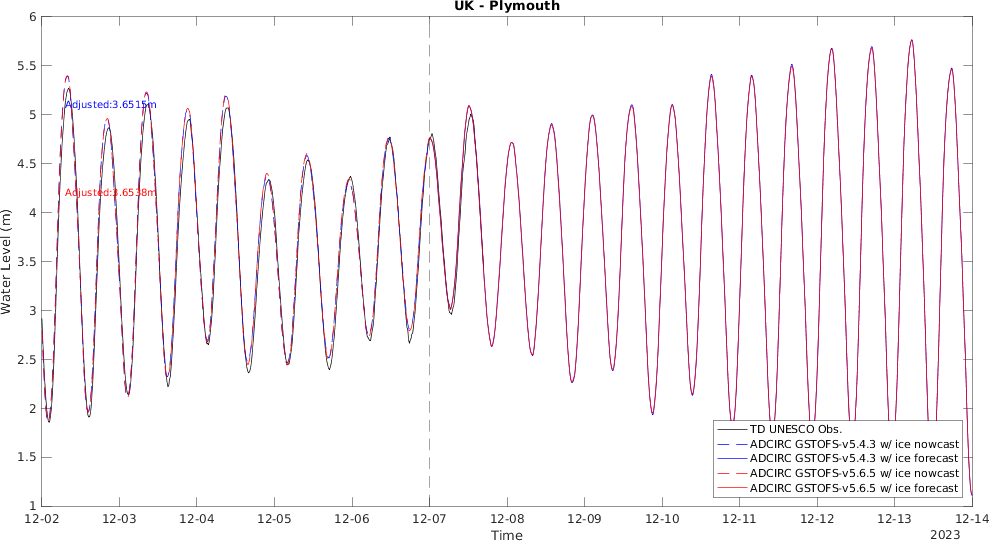 UK - Plymouth
6
5.5
5
4.5
4
3.5
3
2.5
2
1.5
1
Water Level (m)
Adjusted:3.6515m
Adjusted:3.6538m
TD UNESCO Obs.
ADCIRC GSTOFS-v5.4.3 w/ ice nowcast
ADCIRC GSTOFS-v5.4.3 w/ ice forecast
ADCIRC GSTOFS-v5.6.5 w/ ice nowcast
ADCIRC GSTOFS-v5.6.5 w/ ice forecast
12-02 12-03 12-04 12-05 12-06 12-07 12-08 12-09 12-10 12-11 12-12 12-13 12-14
Time
2023